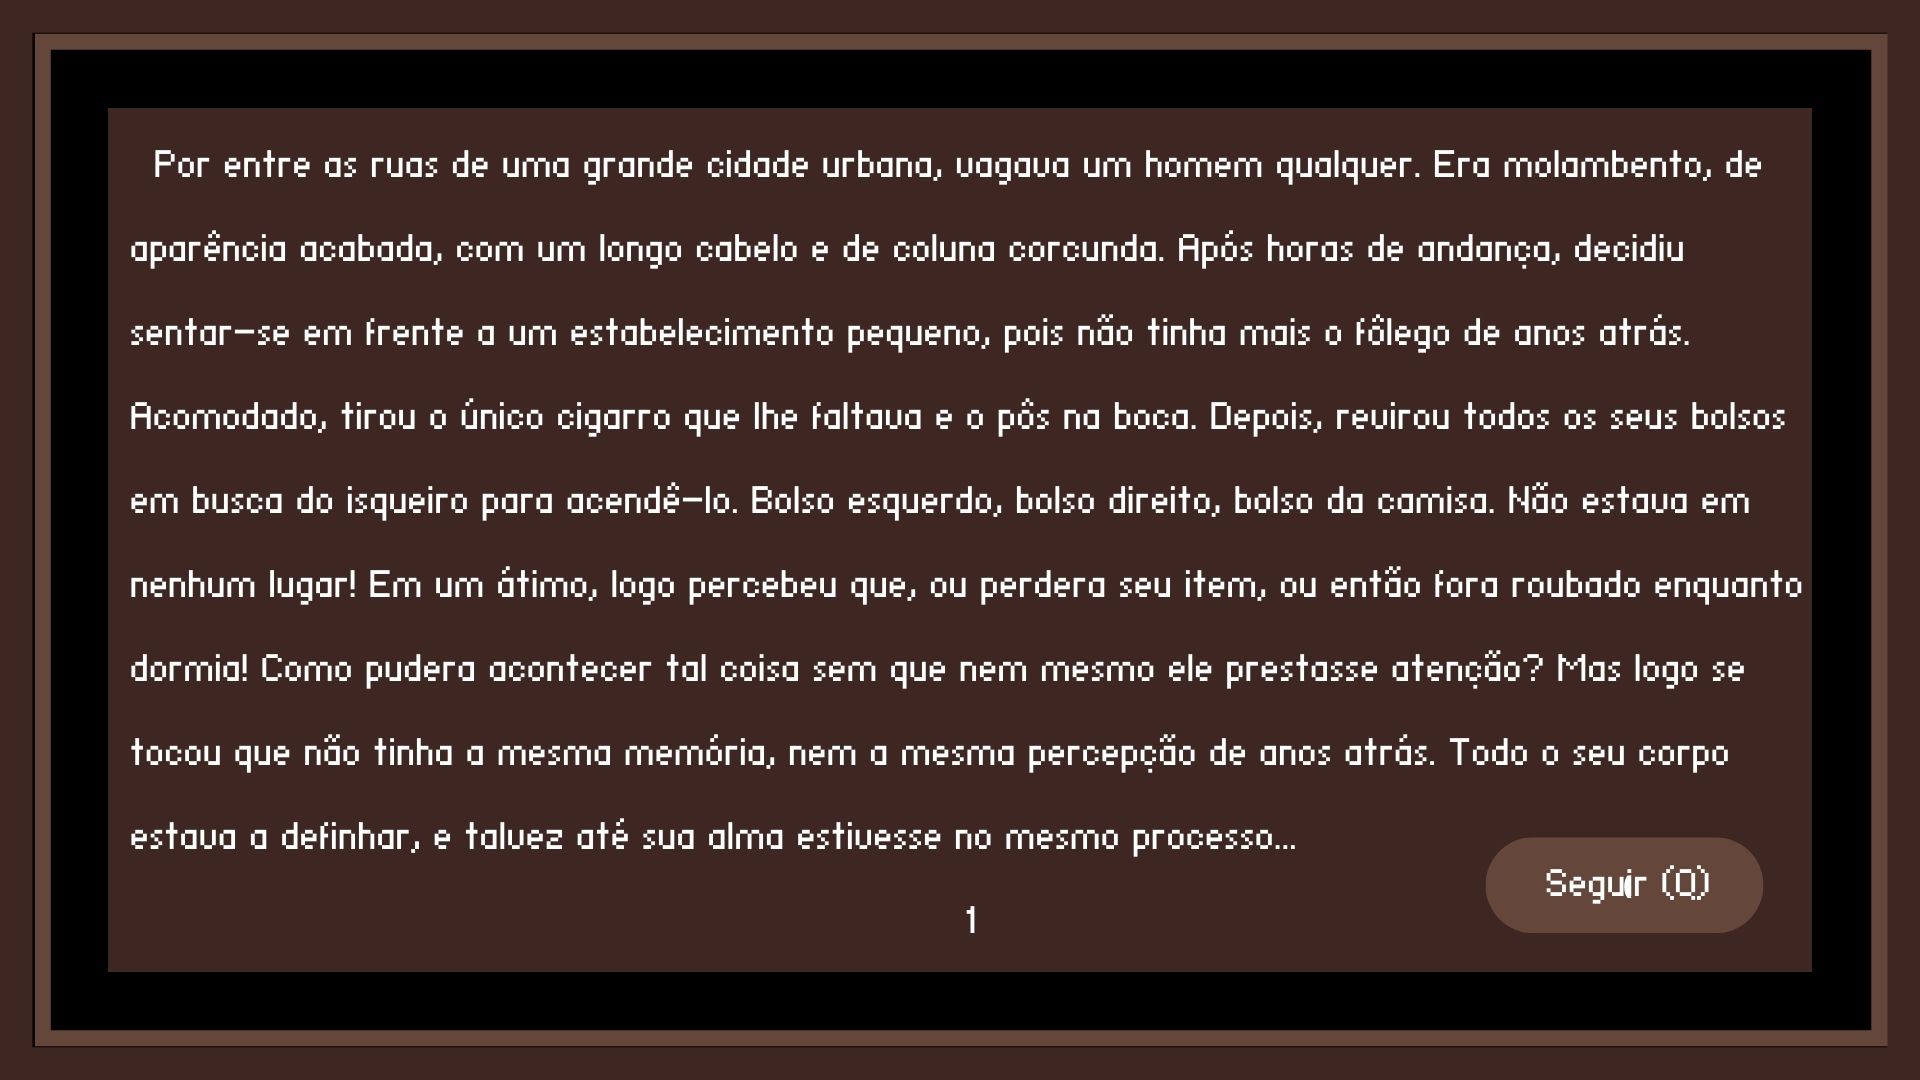 Por entre as ruas de uma grande cidade urbana, vagava um homem qualquer. Era molambento, de
aparência acabada, com um longo cabelo e de coluna corcunda. Após horas de andança, decidiu
sentar-se em frente a um estabelecimento pequeno, pois não tinha mais o fôlego de anos atrás.
Acomodado, tirou o único cigarro que lhe faltava e o pôs na boca. Depois, revirou todos os seus bolsos
em busca do isqueiro para acendê-lo. Bolso esquerdo, bolso direito, bolso da camisa. Não estava em
nenhum lugar! Em um átimo, logo percebeu que, ou perdera seu item, ou então fora roubado enquanto
dormia! Como pudera acontecer tal coisa sem que nem mesmo ele prestasse atenção? Mas logo se
tocou que não tinha a mesma memória, nem a mesma percepção de anos atrás. Todo o seu corpo
estava a definhar, e talvez até sua alma estivesse no mesmo processo...
Seguir (Q)
1